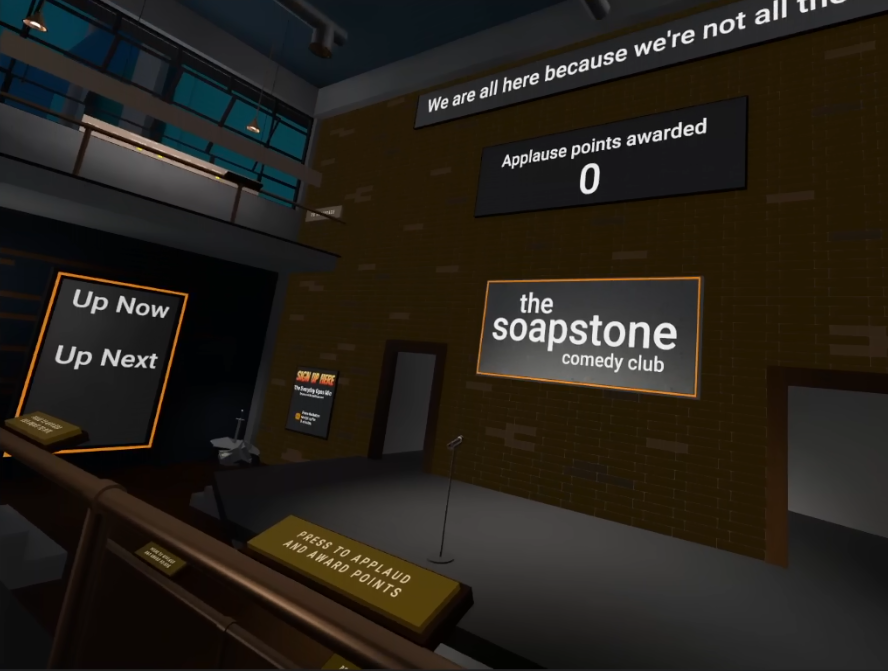 We are all here because we're not all
Applause points awarded
0
the
soapstone
comedy club
Up Now
Up Next
SIGN UP HERE
PRESS TO APPLAUD
AND AWARD POINTS